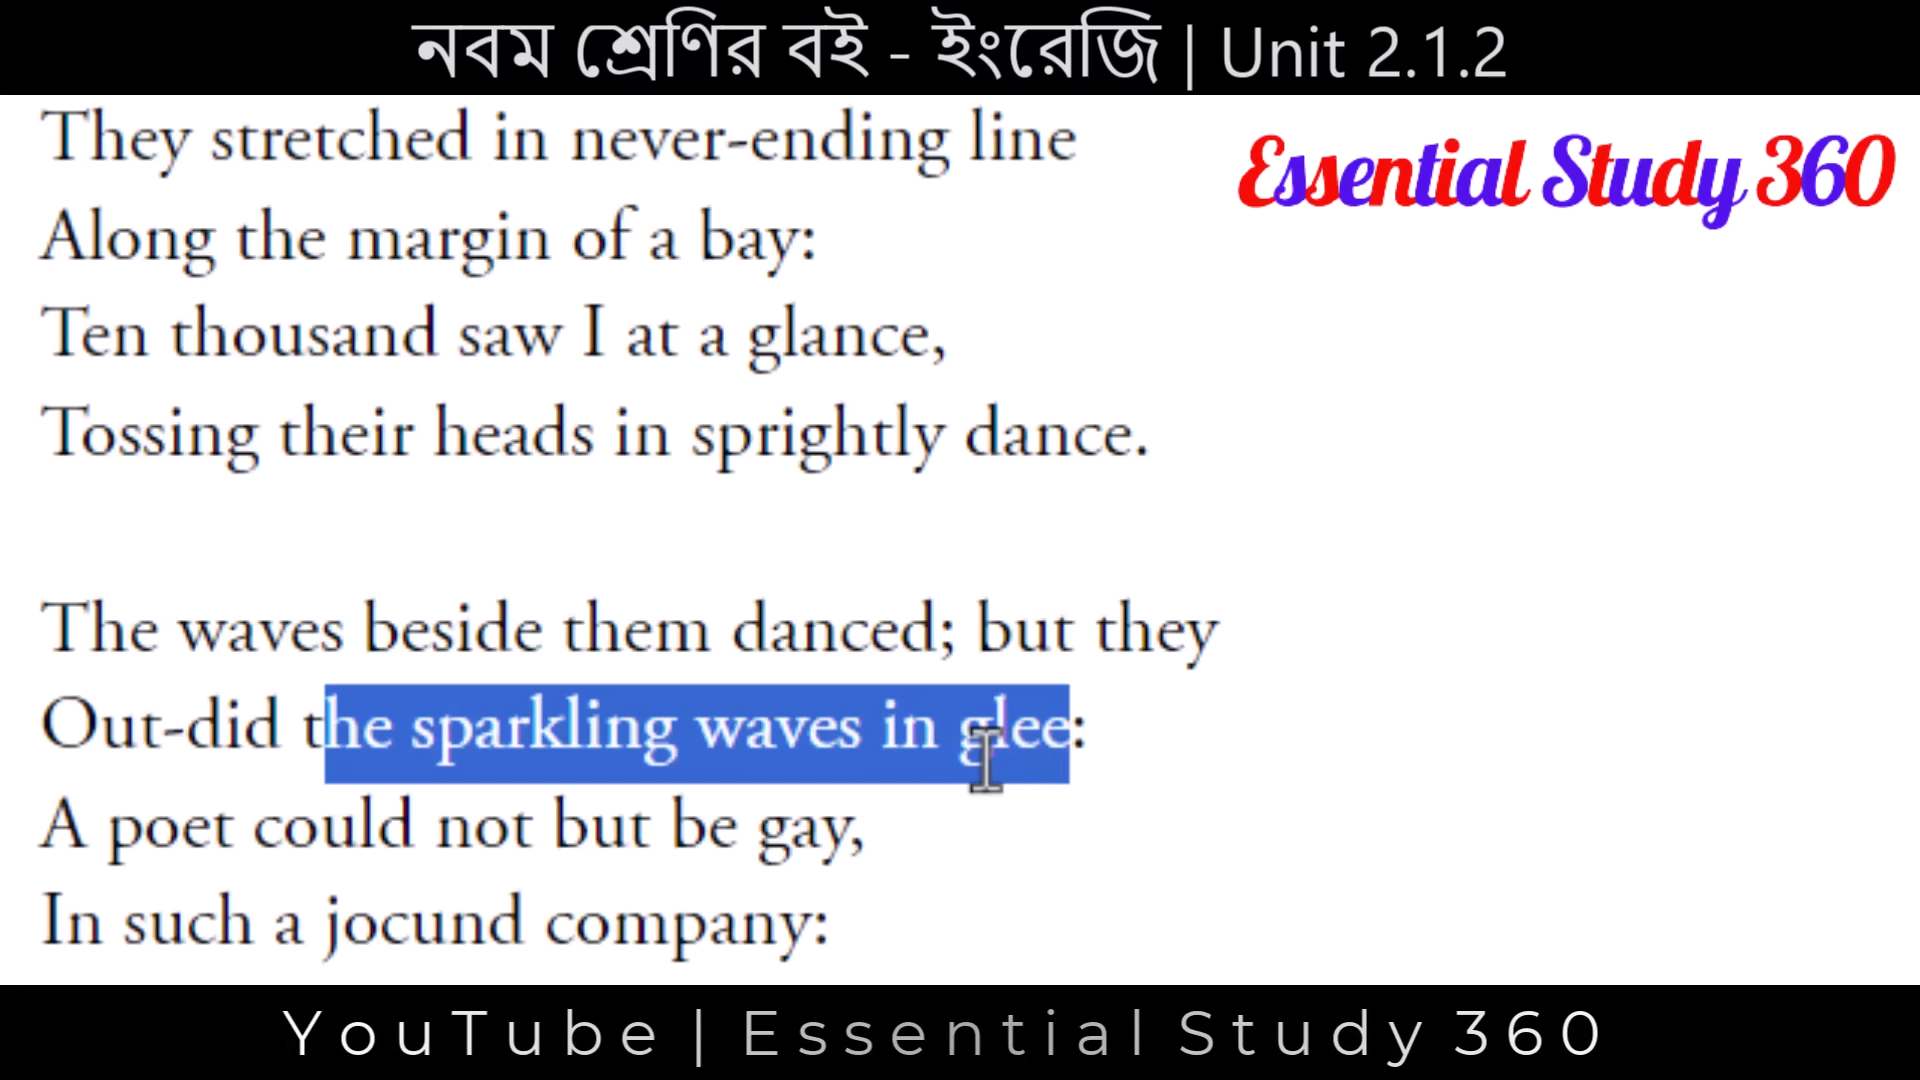 নবম শ্রেণির বই - ইংরেজি | Unit 2.1.2
They stretched in never-ending line
Essential Study 360
Along the margin of a bay:
Ten thousand saw I at a glance,
Tossing their heads in sprightly dance.
The waves beside them danced; but they
Out-did the sparkling waves in glee:
A poet could not but be gay,
In such a jocund company:
YouTube | Essential Study 360